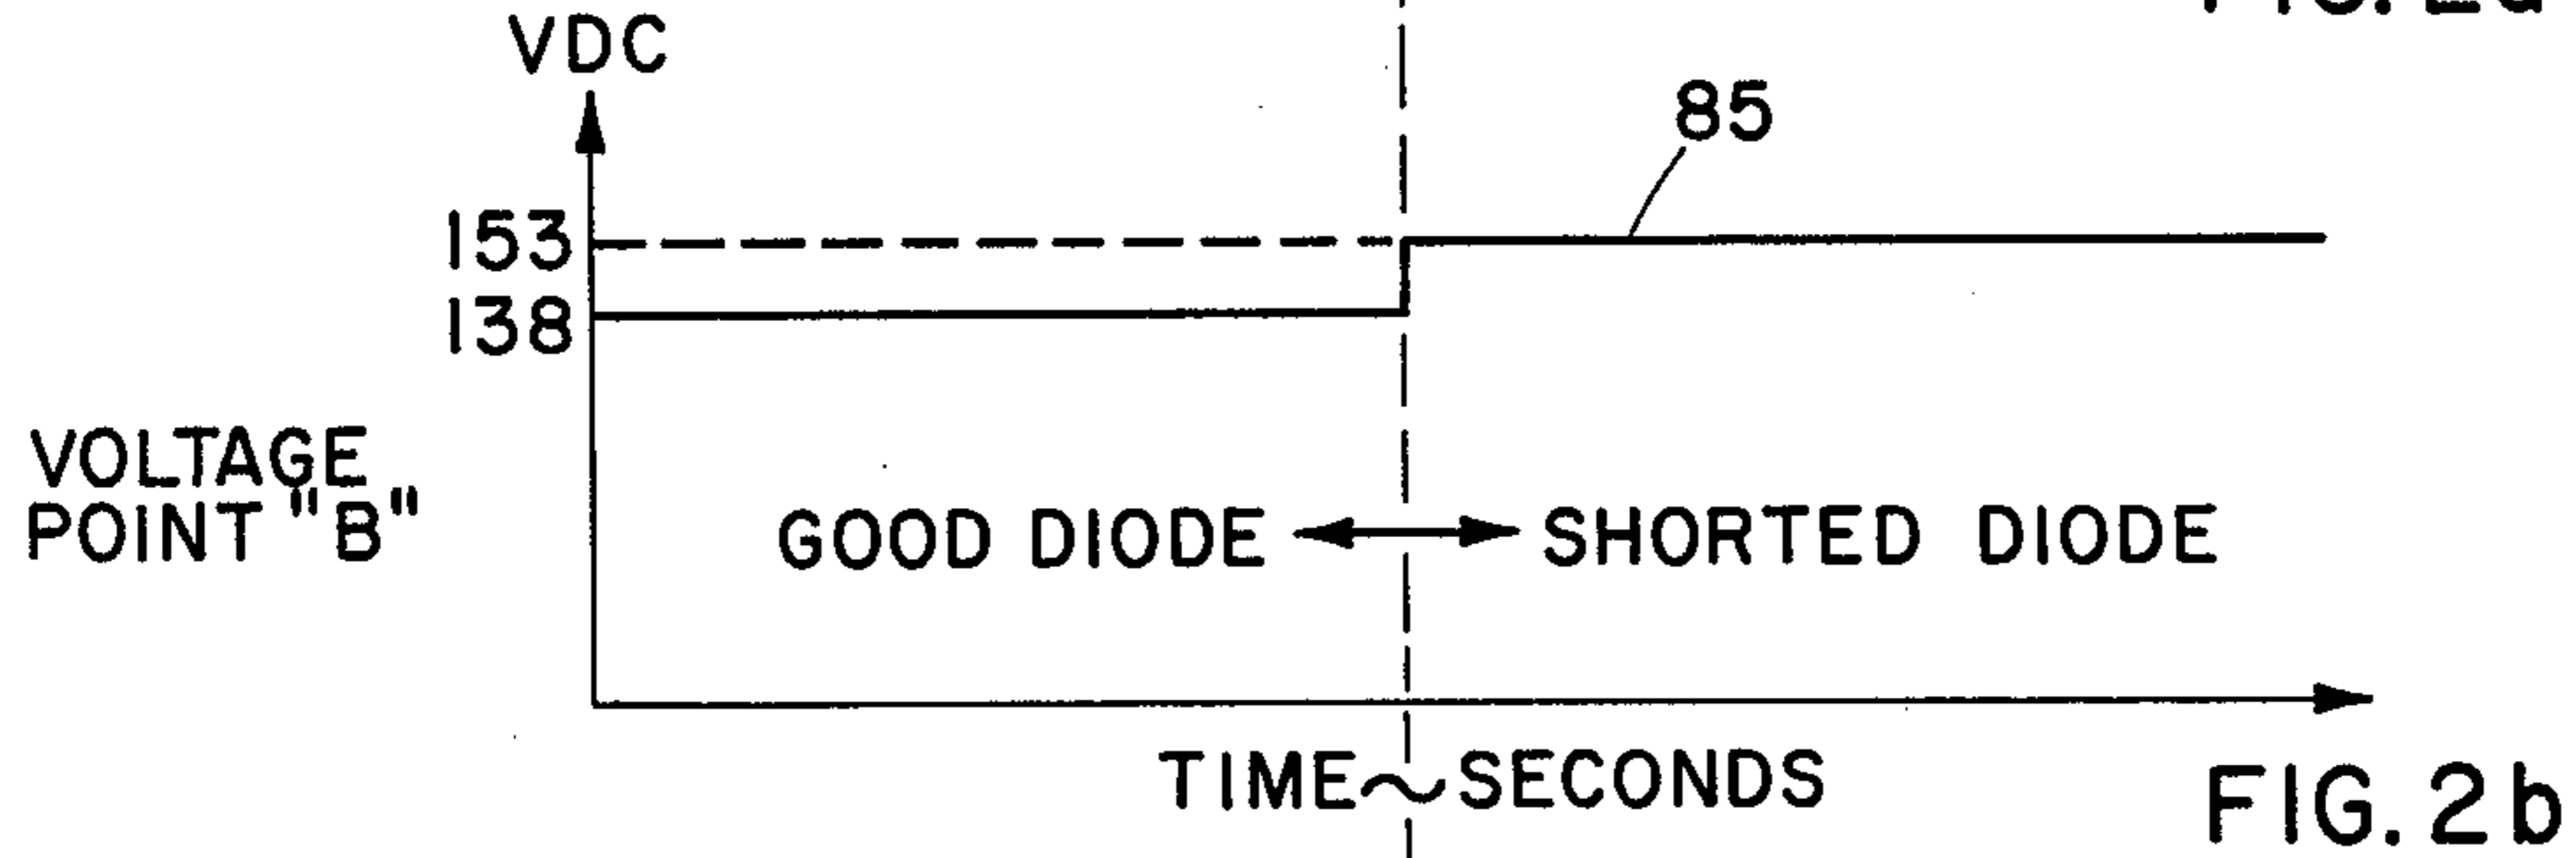 VDC
85
153
138
VOLTAGE
POINT "B"
GOOD DIODE
SHORTED DIODE
TIME~SECONDS
FIG. 2b